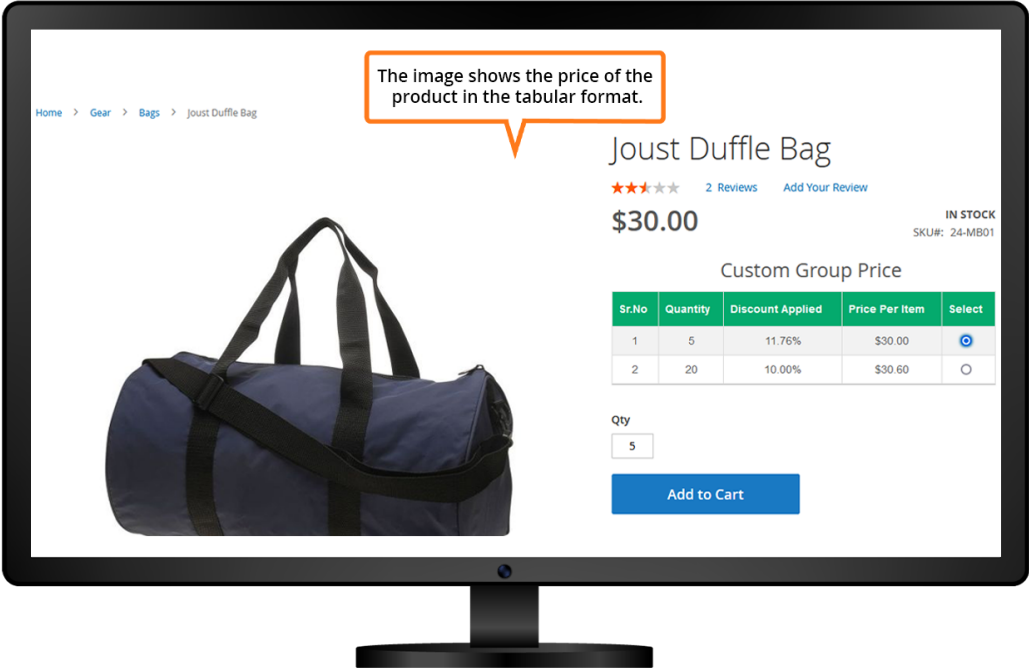 The image shows the price of the
product in the tabular format.
Home > Gear > Bags > Joust Duffle Bag
Joust Duffle Bag
2 Reviews Add Your Review
$30.00
IN STOCK
SKU#: 24-MB01
Custom Group Price
Sr.No Quantity Discount Applied Price Per Item Select
1 5 11.76% $30.00
2 20 10.00% $30.60
Qty
5
Add to Cart